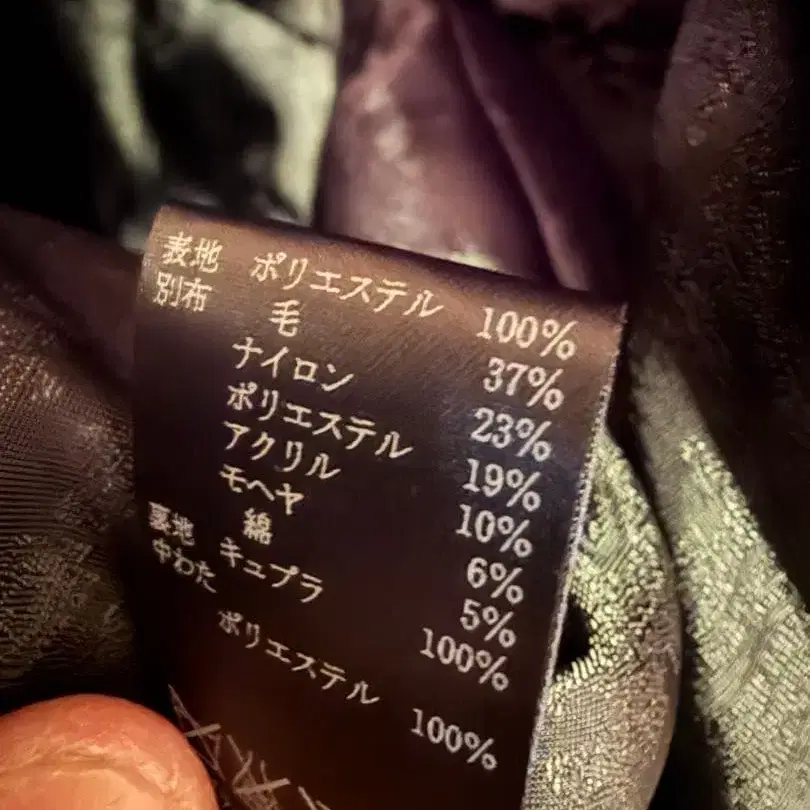 表地 ポリエステル 100%
別布 毛 37%
ナイロン 23%
ポリエステル 19%
アクリル 10%
モヘヤ 6%
綿 5%
裏地 キュプラ 100%
中わた
ポリエステル 100%